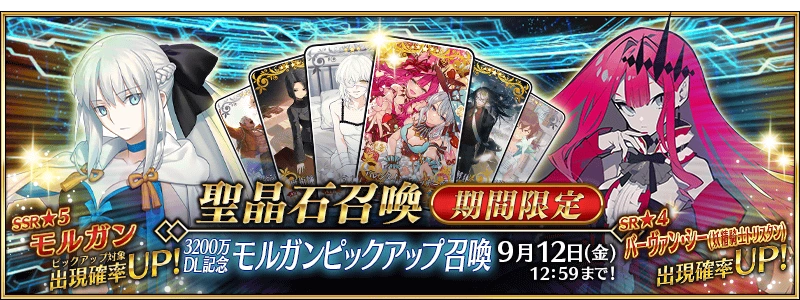 聖晶石召喚 期間限定
SSR★5
モルガン
ピックアップ対象
出現確率UP!
3200万
DL記念
モルガンピックアップ召喚
9月12日(金)
12:59まで!
SR★4
バーヴァン・シー(妖精騎士トリスタン)
出現確率UP!